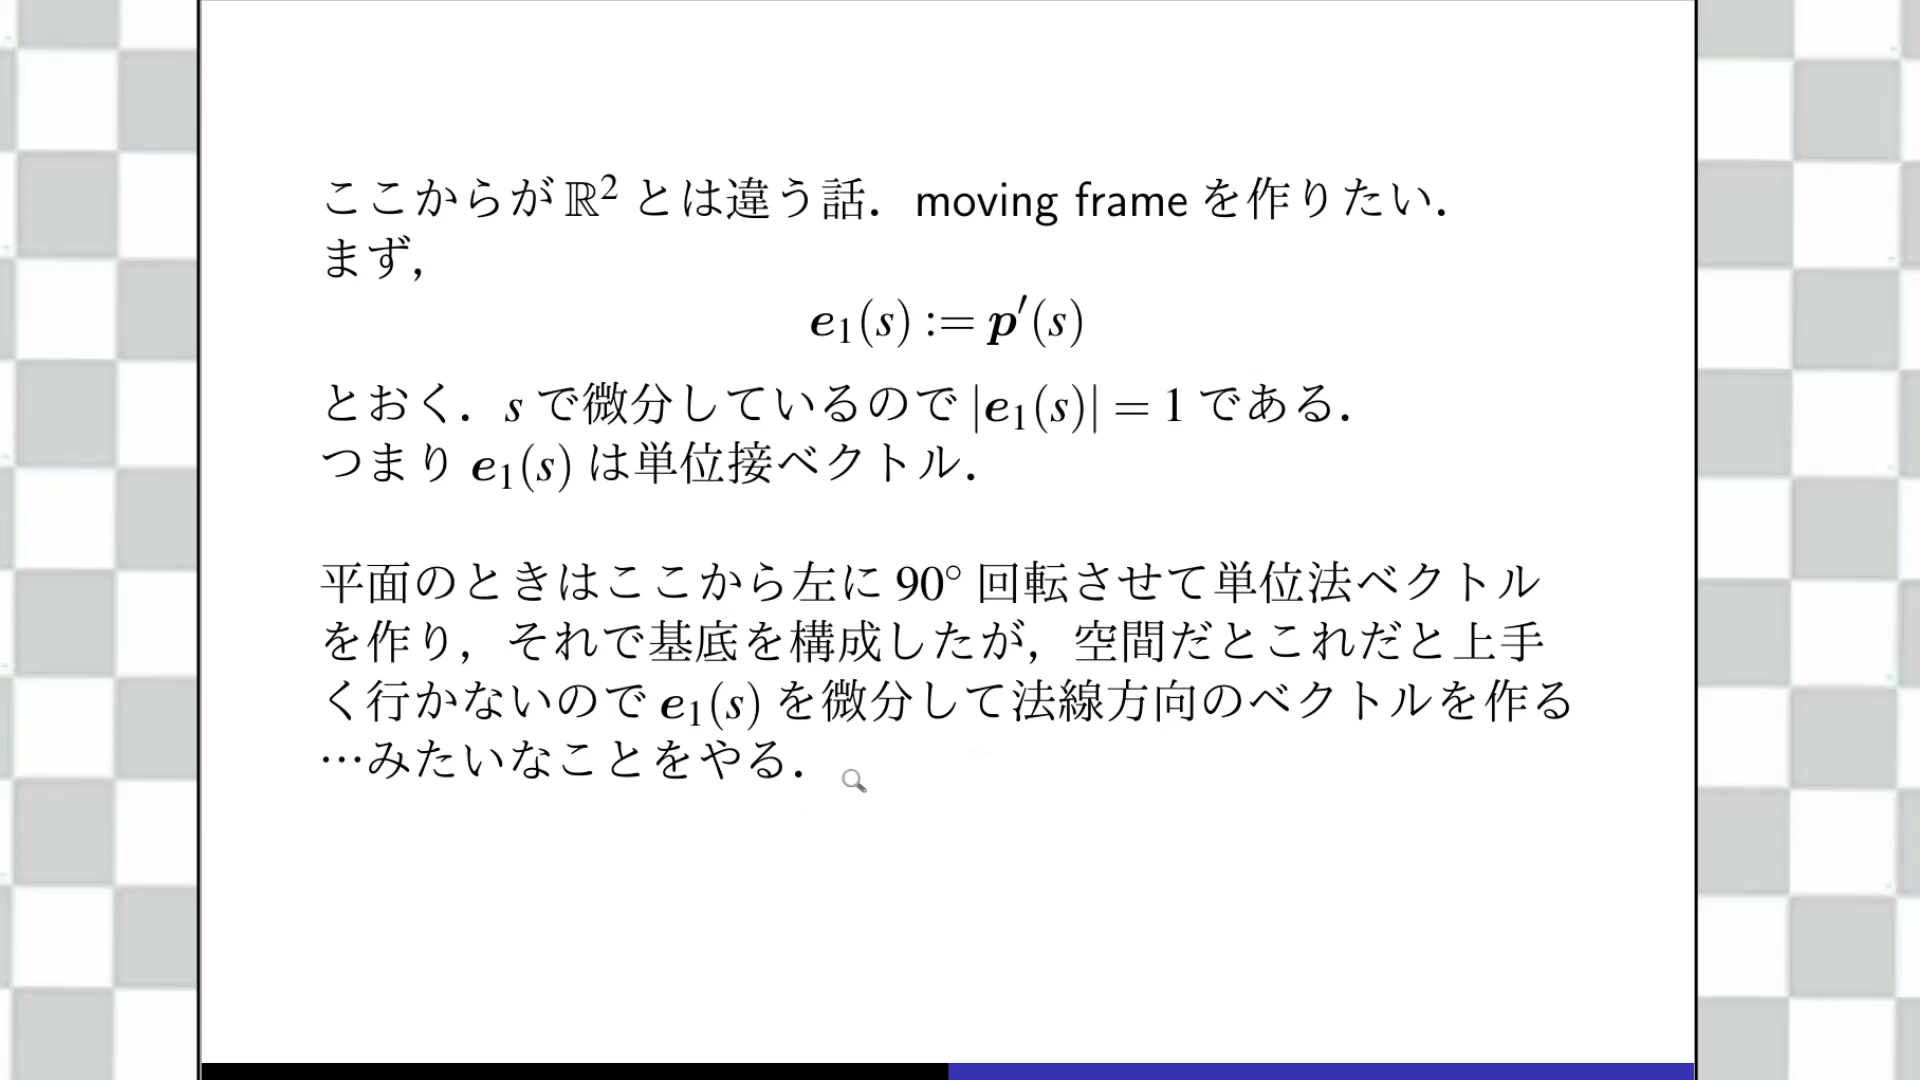 ここからが ℝ² とは違う話．moving frame を作りたい．
まず，
e₁(s) := p′(s)
とおく．s で微分しているので |e₁(s)| = 1 である．
つまり e₁(s) は単位接ベクトル．
平面のときはここから左に 90° 回転させて単位法ベクトル
を作り，それで基底を構成したが，空間だとこれだと上手
く行かないので e₁(s) を微分して法線方向のベクトルを作る
…みたいなことをやる．